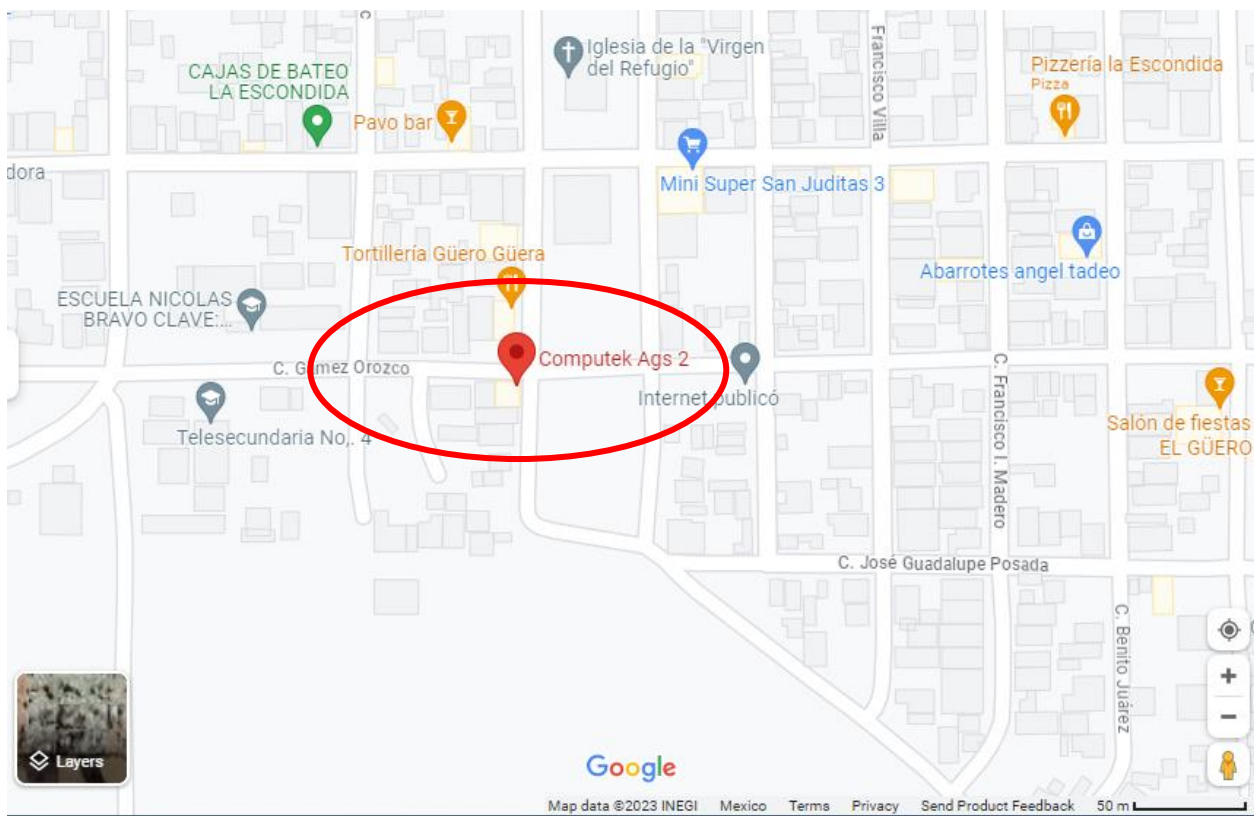 c
Iglesia de la "Virgen
del Refugio"
Francisco Villa
CAJAS DE BATEO
LA ESCONDIDA
Pizzería la Escondida
Pizza
Pavo bar
dora
Mini Super San Juditas 3
Tortillería Güero Güera
Abarrotes angel tadeo
ESCUELA NICOLAS
BRAVO CLAVE:...
Computek Ags 2
C. Gámez Orozco
C. Francisco I. Madero
Internet publicó
Telesecundaria No,. 4
Salón de fiestas
EL GÜERO
C. José Guadalupe Posada
C. Benito Juárez
Layers
Google
Map data ©2023 INEGI Mexico Terms Privacy Send Product Feedback 50 m